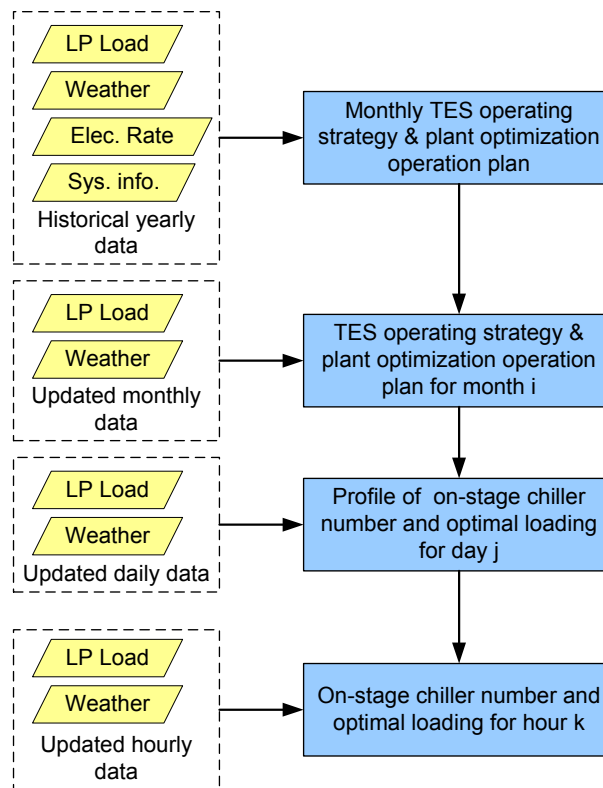 LP Load
Weather
Elec. Rate
Sys. info.
Historical yearly
data
Monthly TES operating
strategy & plant optimization
operation plan
LP Load
Weather
Updated monthly
data
TES operating strategy &
plant optimization operation
plan for month i
LP Load
Weather
Updated daily data
Profile of on-stage chiller
number and optimal loading
for day j
LP Load
Weather
Updated hourly
data
On-stage chiller number and
optimal loading for hour k